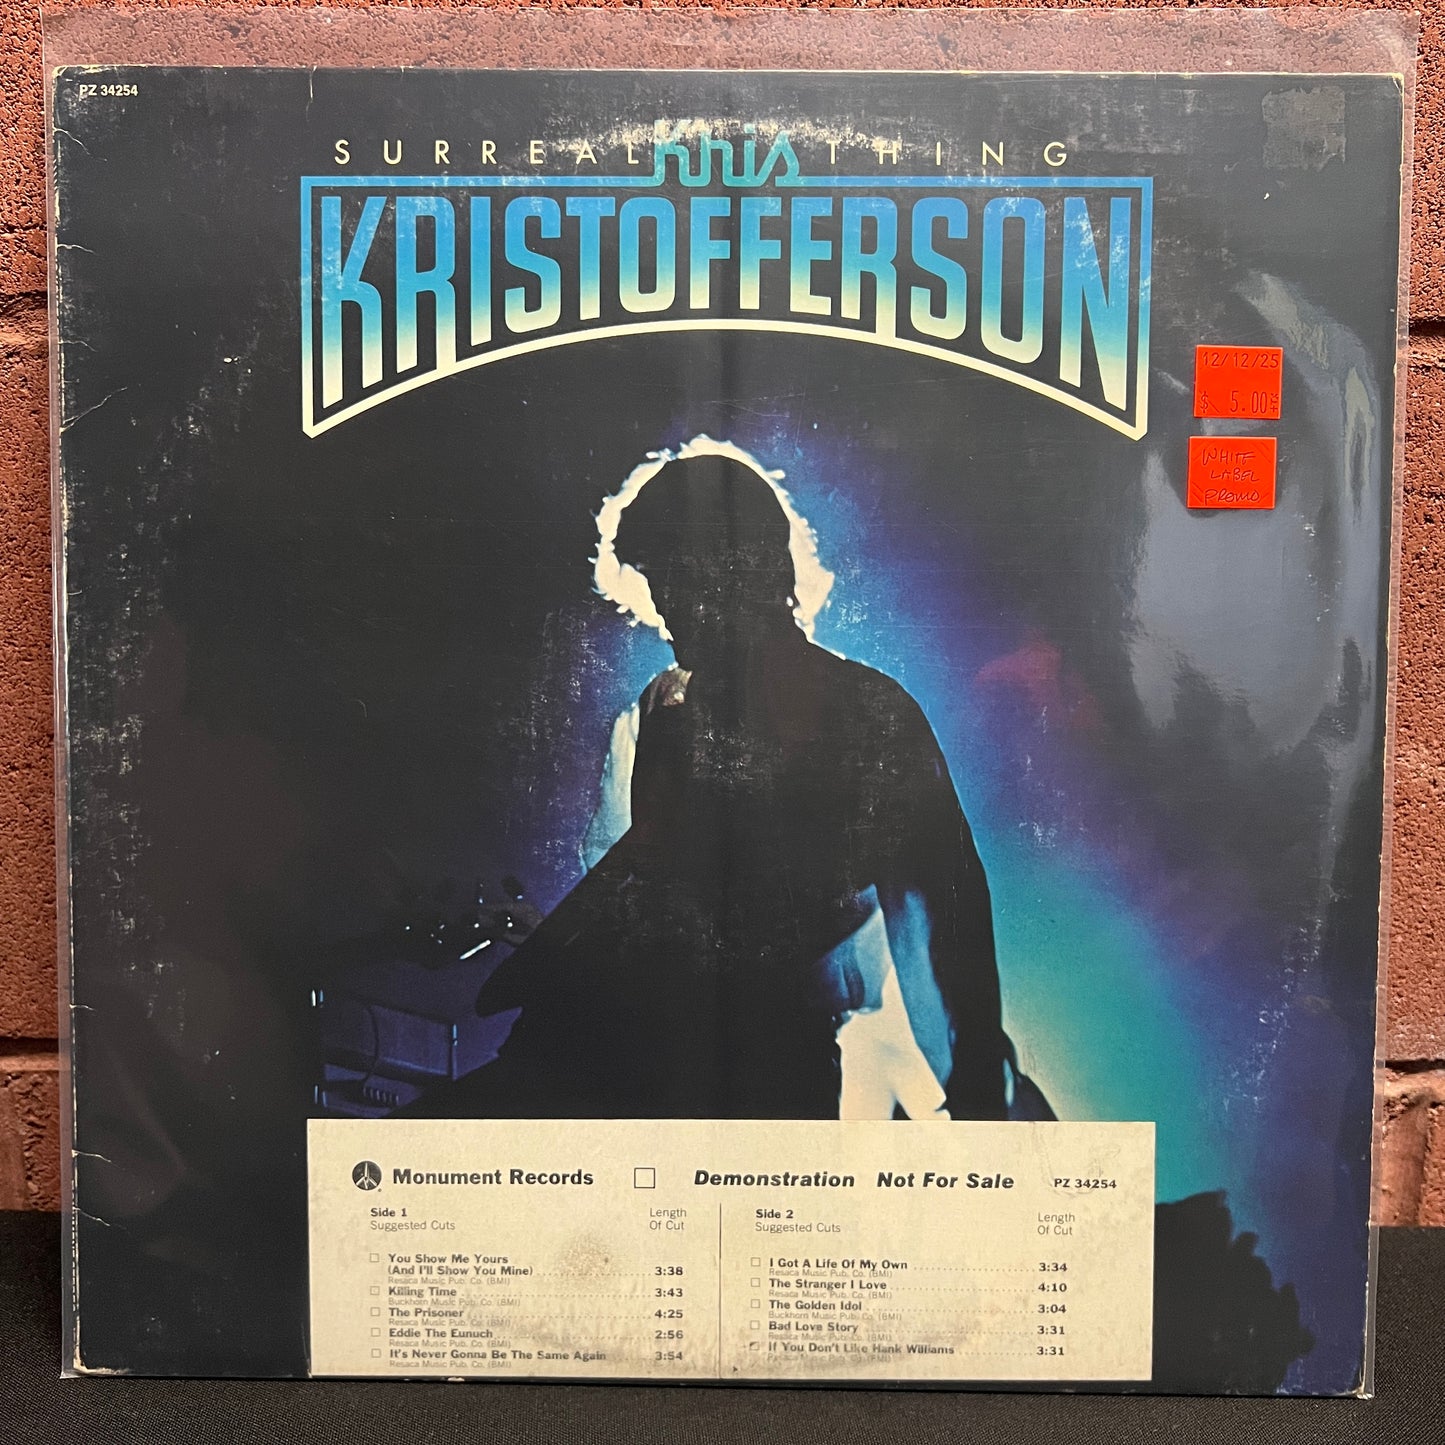 PZ 34254
SURREAL THING
Kris
KRISTOFFERSON
12/12/25
$ 5.00
WHITE
LABEL
PROMO
Monument Records
Demonstration Not For Sale
PZ 34254
Side 1
Suggested Cuts
Length
Of Cut
You Show Me Yours
(And I'll Show You Mine) 3:38
Resaca Music Pub. Co. (BMI)
Killing Time 3:43
Buckhorn Music Pub. Co. (BMI)
The Prisoner 4:25
Resaca Music Pub. Co. (BMI)
Eddie The Eunuch 2:56
Resaca Music Pub. Co. (BMI)
It's Never Gonna Be The Same Again 3:54
Resaca Music Pub. Co. (BMI)
Side 2
Suggested Cuts
Length
Of Cut
I Got A Life Of My Own 3:34
Resaca Music Pub. Co. (BMI)
The Stranger I Love 4:10
Resaca Music Pub. Co. (BMI)
The Golden Idol 3:04
Buckhorn Music Pub. Co. (BMI)
Bad Love Story 3:31
Resaca Music Pub. Co. (BMI)
If You Don't Like Hank Williams 3:31
Resaca Music Pub. Co. (BMI)